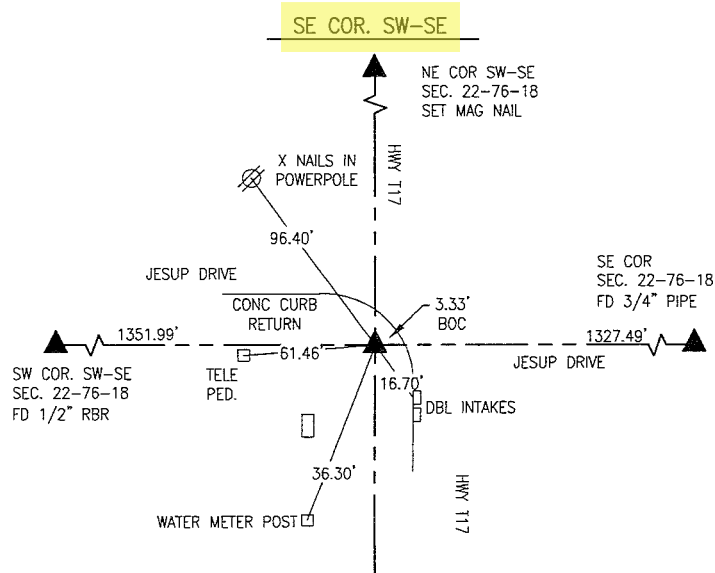 SE COR. SW-SE
NE COR SW-SE
SEC. 22-76-18
SET MAG NAIL
X NAILS IN
POWERPOLE
HWY T17
96.40'
JESUP DRIVE
SE COR
SEC. 22-76-18
FD 3/4" PIPE
CONC CURB
RETURN
3.33'
BOC
1351.99'
1327.49'
61.46'
JESUP DRIVE
SW COR. SW-SE
SEC. 22-76-18
FD 1/2" RBR
TELE
PED.
16.70'
DBL INTAKES
36.30'
HWY T17
WATER METER POST